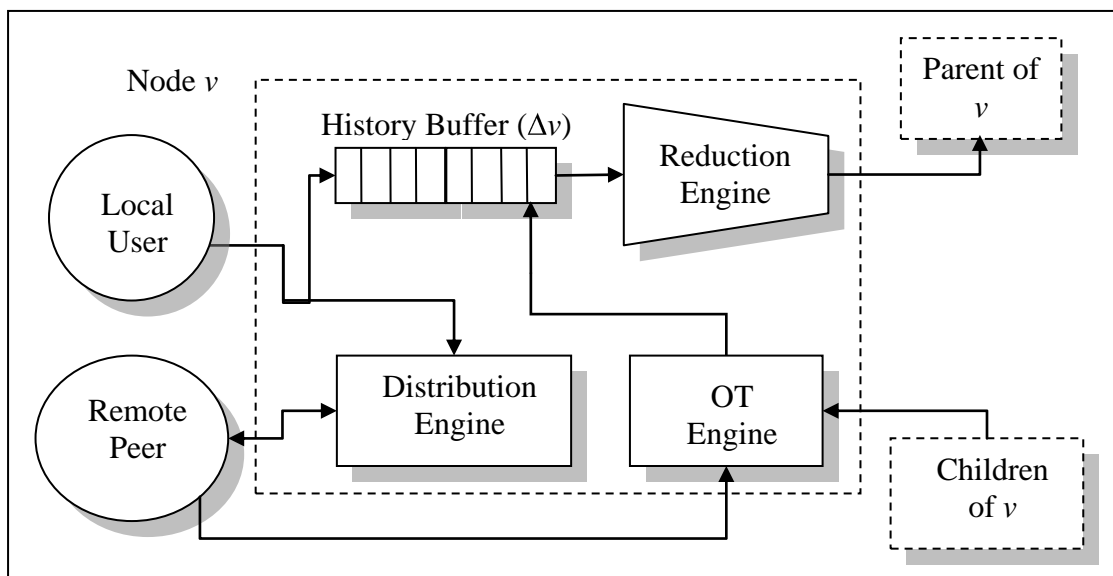 Node v
History Buffer (Δv)
Reduction
Engine
Parent of
v
Local
User
Remote
Peer
Distribution
Engine
OT
Engine
Children
of v